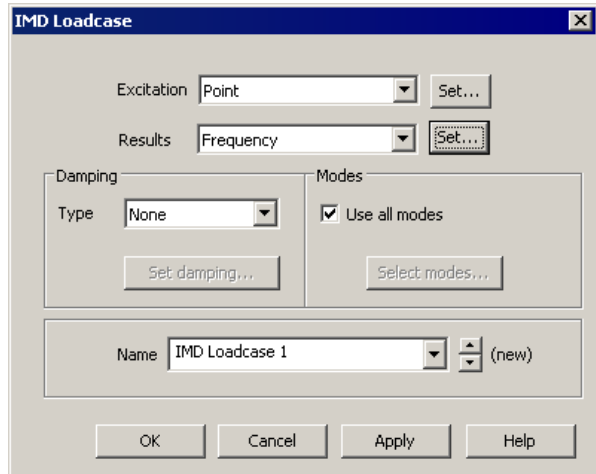 IMD Loadcase
Excitation Point Set...
Results Frequency Set...
Damping Modes
Type None Use all modes
Set damping... Select modes...
Name IMD Loadcase 1 (new)
OK Cancel Apply Help